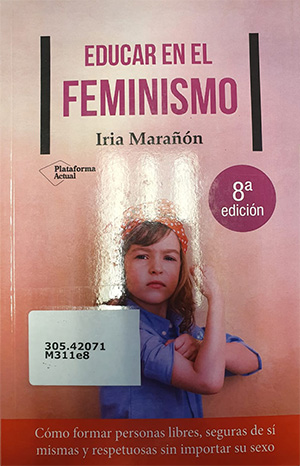 EDUCAR EN EL
FEMINISMO
Iria Marañón
Plataforma
Actual
8ª
edición
305.42071
M311e8
Cómo formar personas libres, seguras de sí
mismas y respetuosas sin importar su sexo